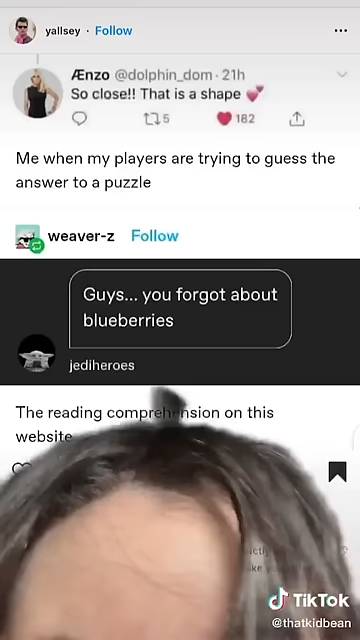 yallsey · Follow
Ænzo @dolphin_dom · 21h
So close!! That is a shape 💕
5 182
Me when my players are trying to guess the
answer to a puzzle
weaver-z Follow
Guys... you forgot about
blueberries
jediheroes
The reading comprehension on this
website
TikTok
@thatkidbean